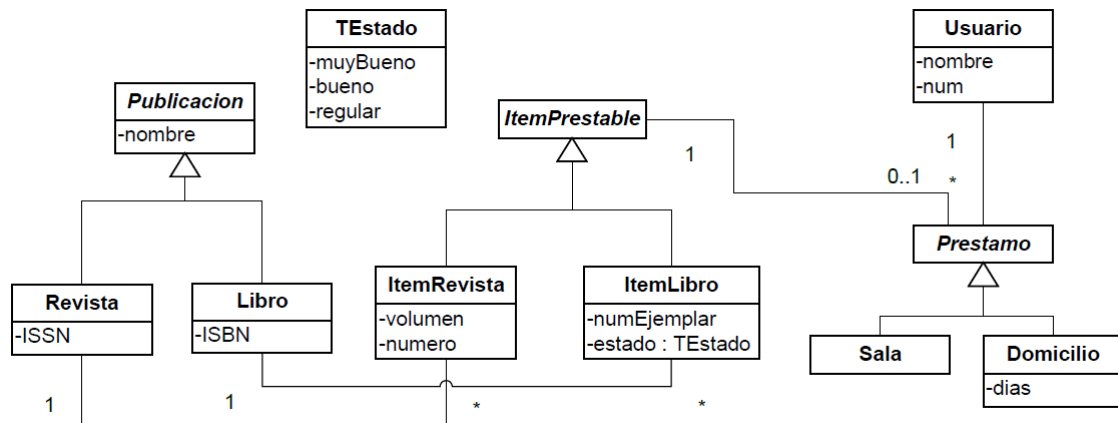 TEstado
-muyBueno
-bueno
-regular
Usuario
-nombre
-num
Publicacion
-nombre
ItemPrestable
1
0..1
1
*
Prestamo
Revista
-ISSN
Libro
-ISBN
ItemRevista
-volumen
-numero
ItemLibro
-numEjemplar
-estado : TEstado
Sala
Domicilio
-dias
1
1
*
*